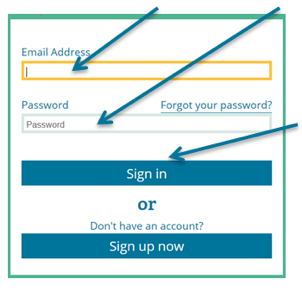 Email Address
Password Forgot your password?
Password
Sign in
or
Don't have an account?
Sign up now